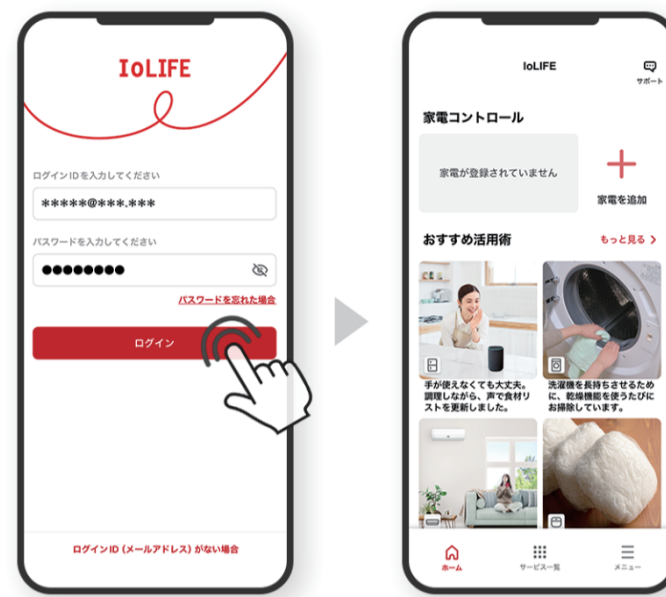 IoLIFE
ログインIDを入力してください
*****@***.***
パスワードを入力してください
●●●●●●●●
パスワードを忘れた場合
ログイン
ログインID（メールアドレス）がない場合
IoLIFE
サポート
家電コントロール
家電が登録されていません
家電を追加
おすすめ活用術
もっと見る
手が使えなくても大丈夫。
調理しながら、声で食材リ
ストを更新しました。
洗濯機を長持ちさせるため
に、乾燥機能を使うたびに
お掃除しています。
ホーム
サービス一覧
メニュー